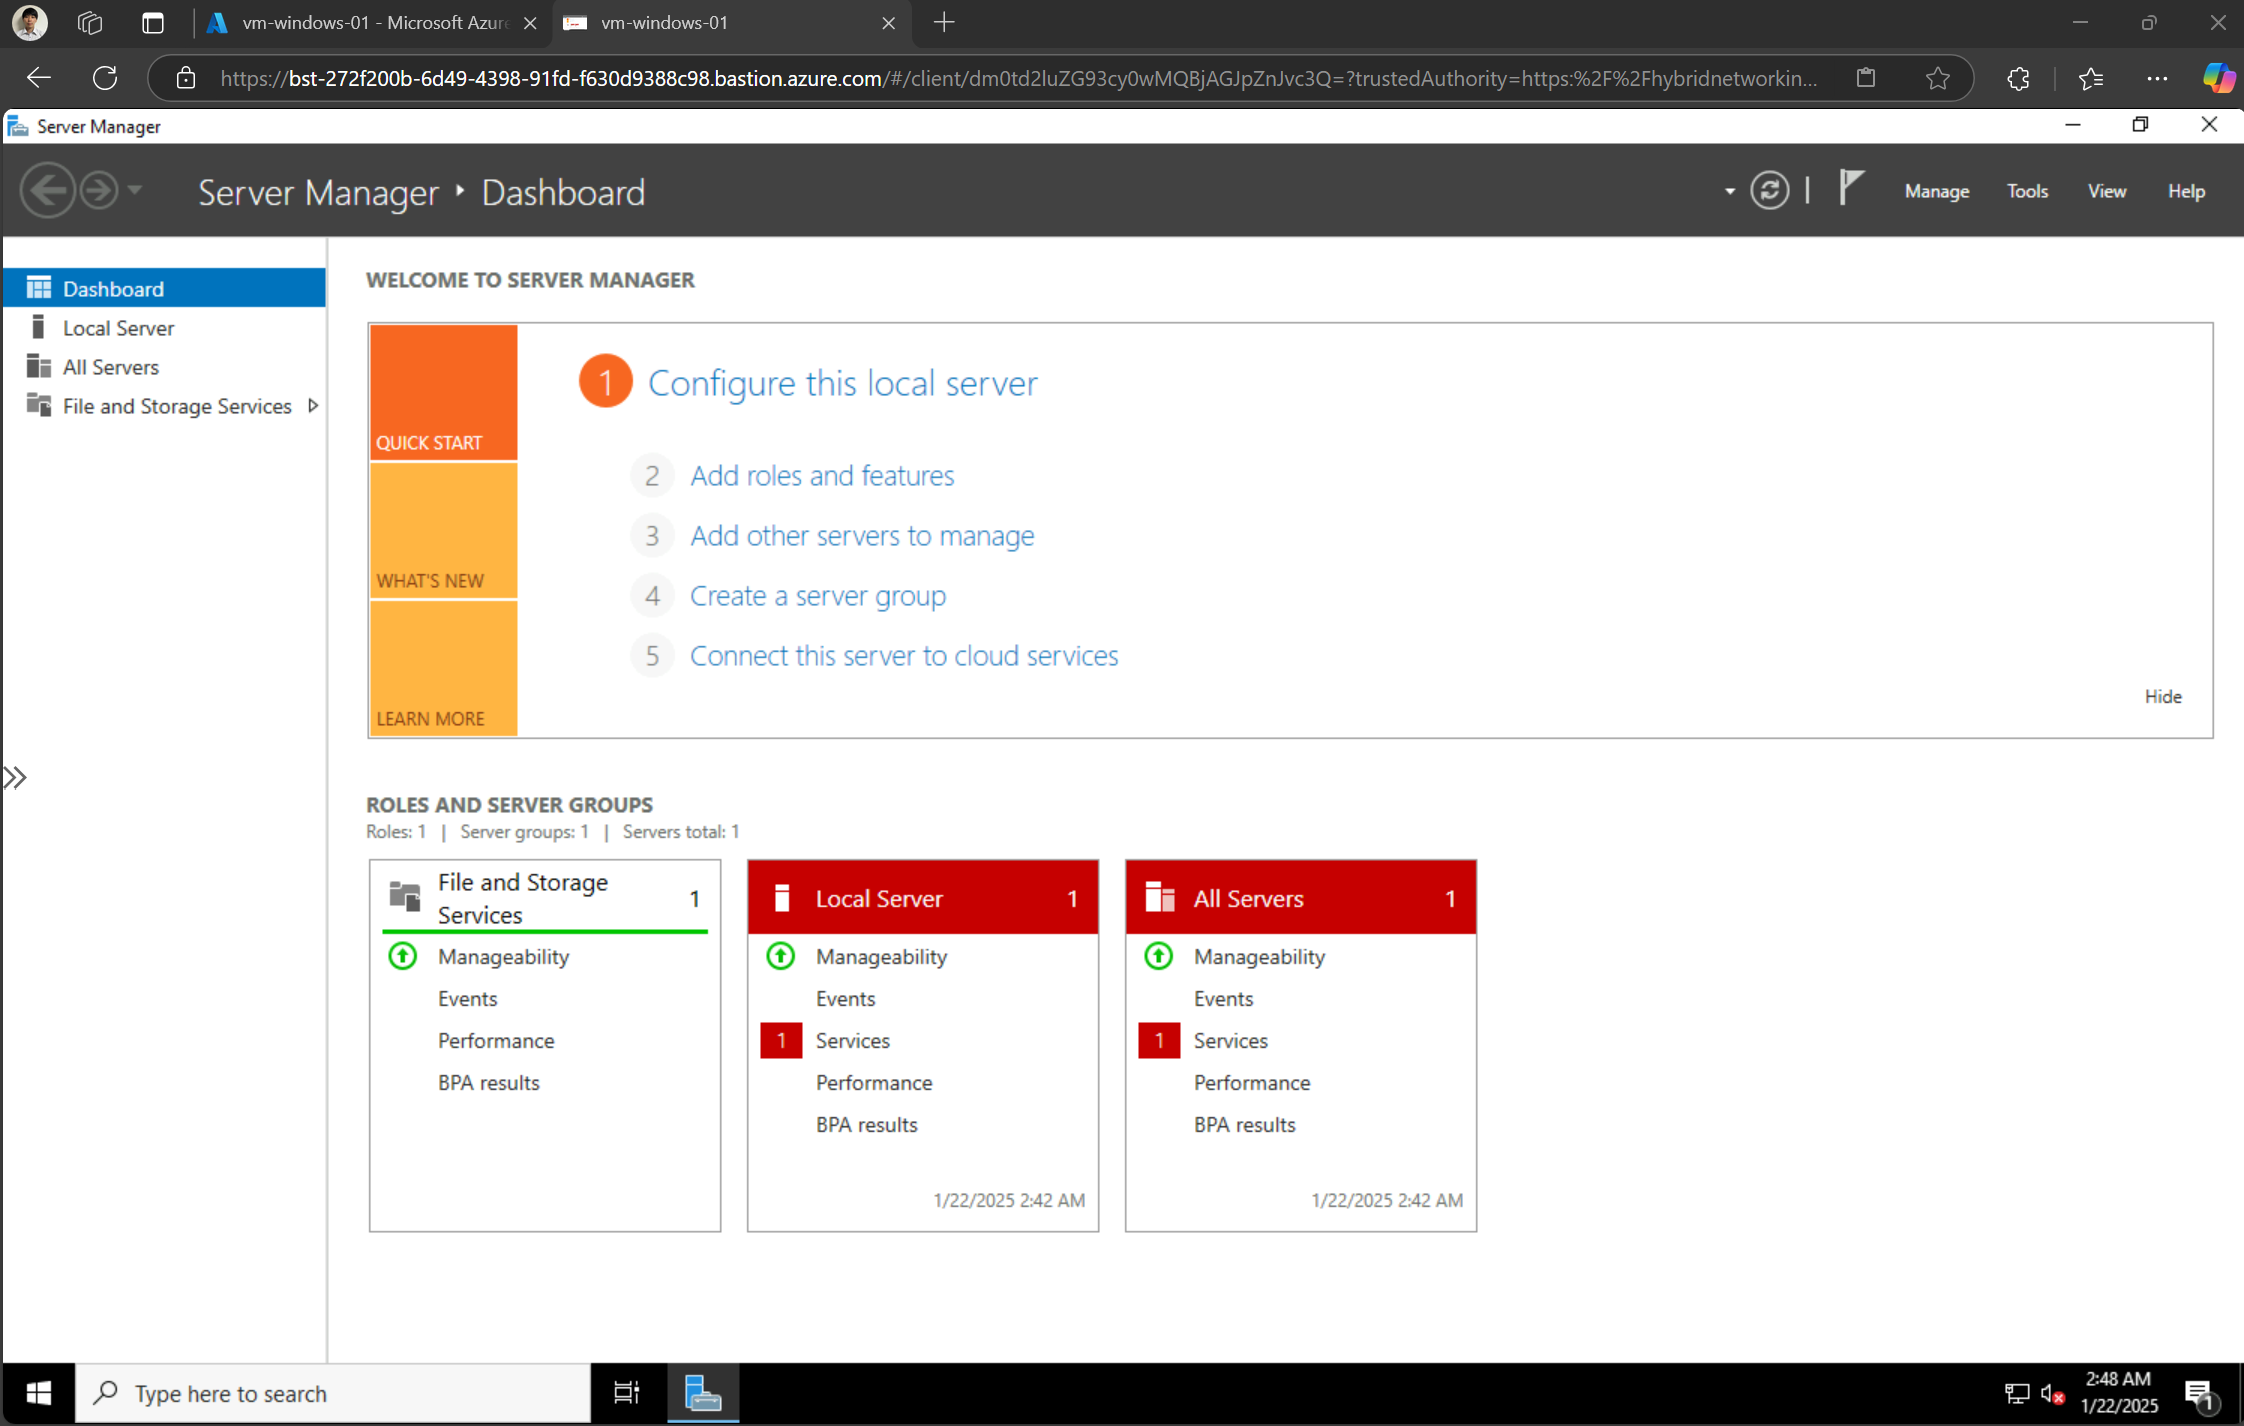 vm-windows-01 - Microsoft Azure
vm-windows-01
https://bst-272f200b-6d49-4398-91fd-f630d9388c98.bastion.azure.com/#/client/dm0td2luZG93cy0wMQBjAGJpZnJvc3Q=?trustedAuthority=https:%2F%2Fhybridnetworkin...
Server Manager
Server Manager ‣ Dashboard
Manage
Tools
View
Help
Dashboard
Local Server
All Servers
File and Storage Services
WELCOME TO SERVER MANAGER
QUICK START
WHAT'S NEW
LEARN MORE
1 Configure this local server
2 Add roles and features
3 Add other servers to manage
4 Create a server group
5 Connect this server to cloud services
Hide
ROLES AND SERVER GROUPS
Roles: 1 | Server groups: 1 | Servers total: 1
File and Storage
Services
1
Manageability
Events
Performance
BPA results
Local Server 1
Manageability
Events
1 Services
Performance
BPA results
1/22/2025 2:42 AM
All Servers 1
Manageability
Events
1 Services
Performance
BPA results
1/22/2025 2:42 AM
Type here to search
2:48 AM
1/22/2025
1